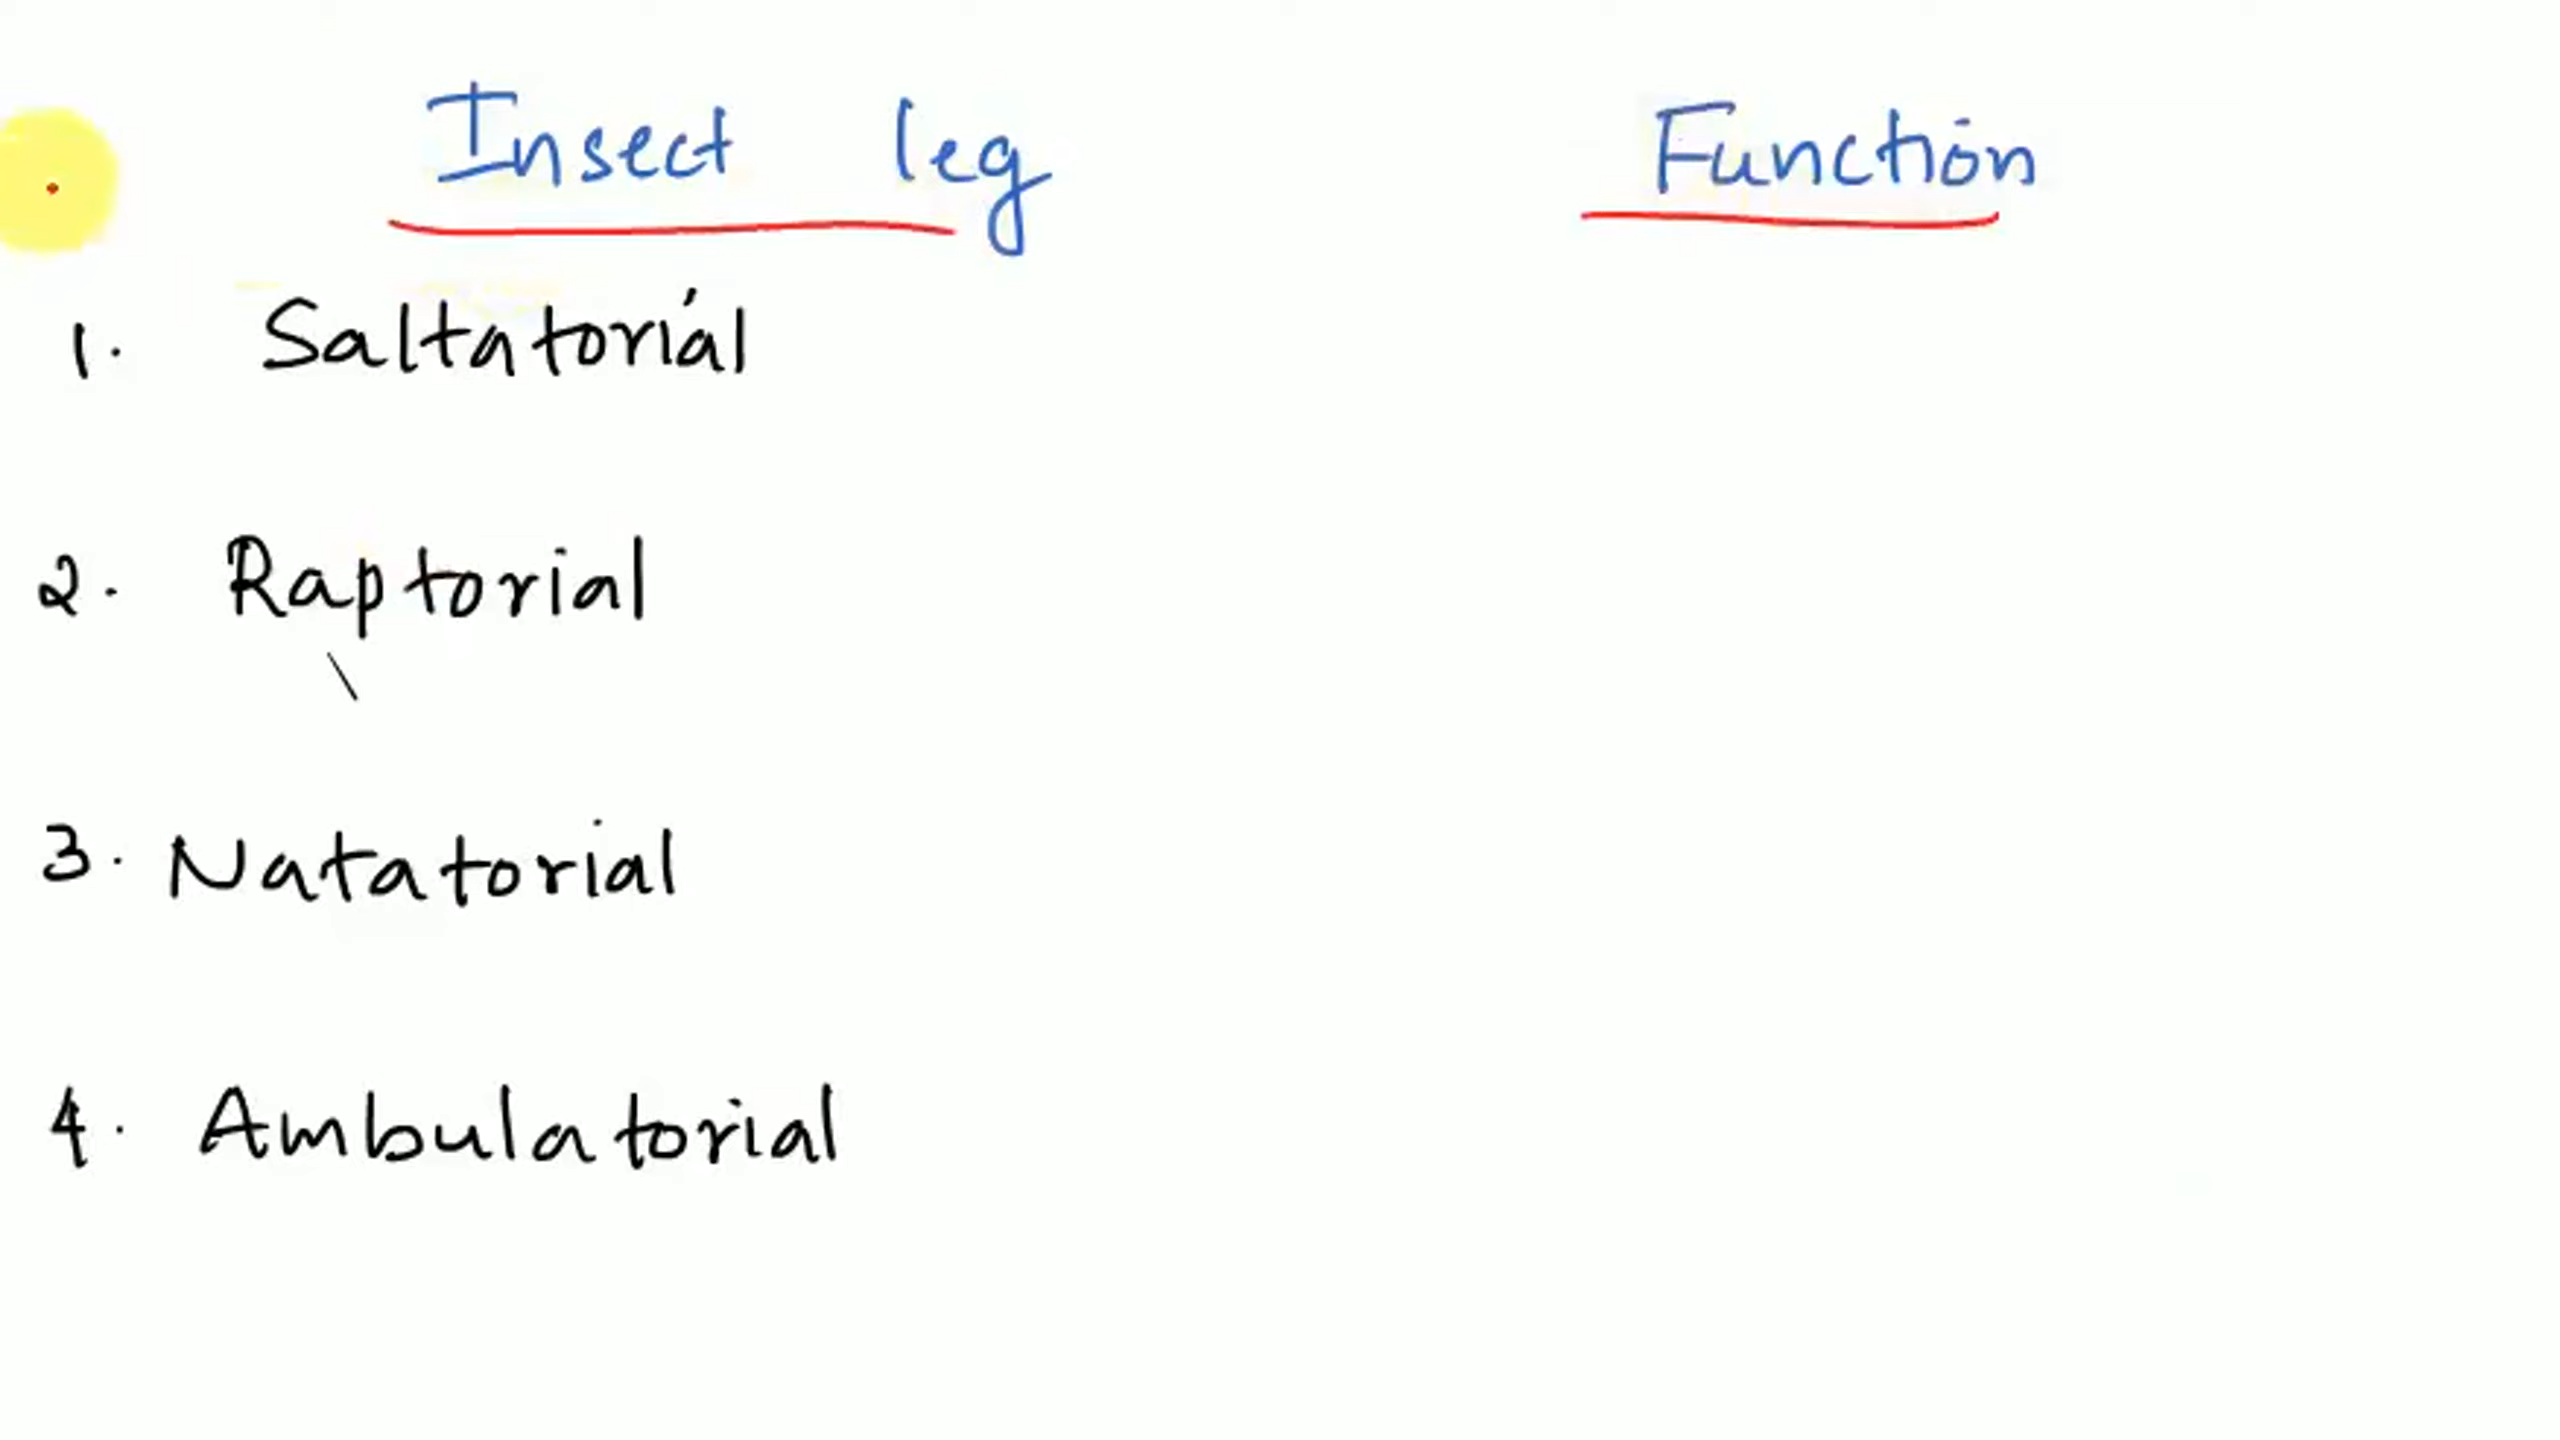 Insect leg Function
1. Saltatorial
2. Raptorial
3. Natatorial
4. Ambulatorial